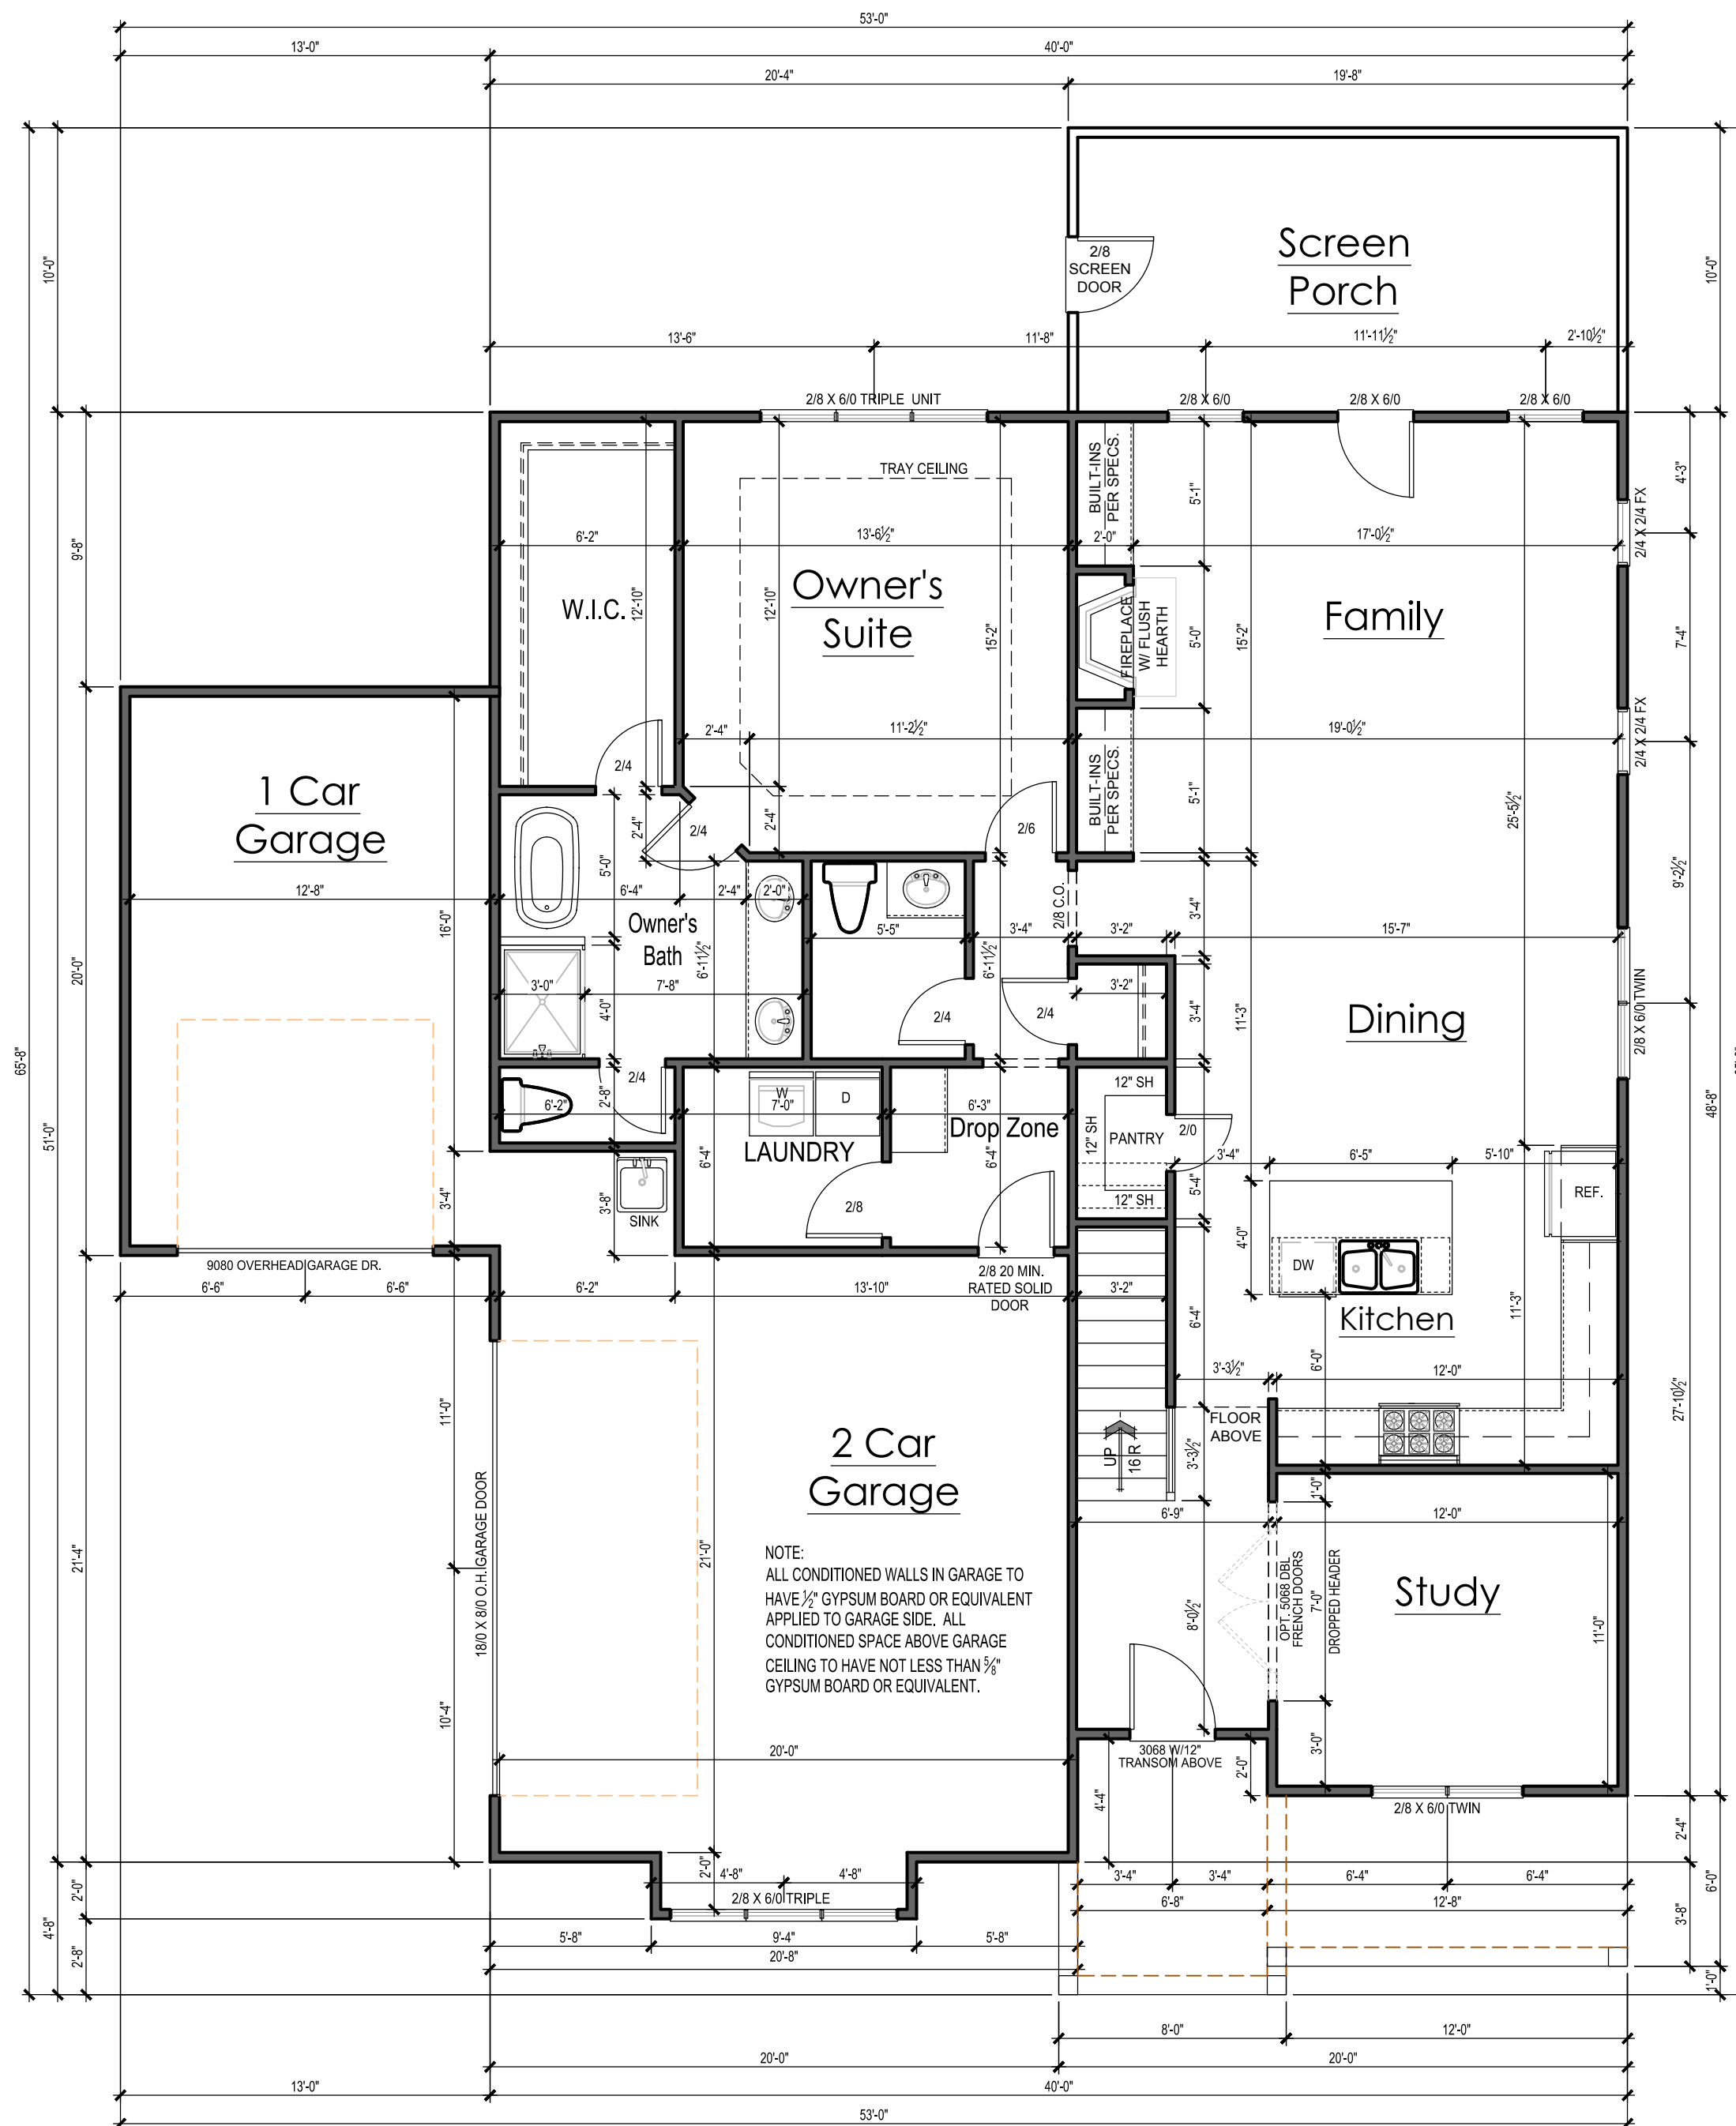 53'-0"
13'-0"
40'-0"
20'-4"
19'-8"
10'-0"
10'-0"
2/8
SCREEN
DOOR
Screen
Porch
13'-6"
11'-8"
11'-11½"
2'-10½"
2/8 X 6/0 TRIPLE UNIT
2/8 X 6/0
2/8 X 6/0
2/8 X 6/0
TRAY CEILING
BUILT-INS
PER SPECS.
5'-1"
4'-3"
2/4 X 2/4 FX
9'-8"
6'-2"
13'-6½"
2'-0"
17'-0½"
W.I.C.
12'-10"
12'-10"
Owner's
Suite
15'-2"
FIREPLACE
W/ FLUSH
HEARTH
5'-0"
15'-2"
Family
7'-4"
2/4 X 2/4 FX
2'-4"
11'-2½"
19'-0½"
2/4
2'-4"
2/4
2'-4"
2/6
BUILT-INS
PER SPECS.
5'-1"
25'-5½"
1 Car
Garage
12'-8"
16'-0"
5'-0"
6'-4"
2'-4"
2'-0"
Owner's
Bath
6'-11½"
5'-5"
3'-4"
6'-11½"
2/8 C.O.
3'-2"
3'-4"
15'-7"
9'-2½"
3'-0"
7'-8"
4'-0"
2/4
2/4
3'-2"
3'-4"
11'-3"
Dining
2/8 X 6/0 TWIN
20'-0"
65'-8"
51'-0"
48'-8"
2/4
6'-2"
2'-8"
W
7'-0"
D
6'-3"
LAUNDRY
6'-4"
Drop Zone
6'-4"
12" SH
12" SH
PANTRY
12" SH
2/0
3'-4"
5'-4"
6'-5"
5'-10"
REF.
3'-4"
3'-8"
SINK
2/8
4'-0"
DW
Kitchen
11'-3"
9080 OVERHEAD GARAGE DR.
6'-6"
6'-6"
6'-2"
13'-10"
2/8 20 MIN.
RATED SOLID
DOOR
3'-2"
6'-4"
6'-0"
3'-3½"
12'-0"
27'-10½"
11'-0"
18/0 X 8/0 O.H. GARAGE DOOR
2 Car
Garage
UP
16 R
FLOOR
ABOVE
3'-3½"
1'-0"
6'-9"
12'-0"
21'-4"
21'-0"
NOTE:
ALL CONDITIONED WALLS IN GARAGE TO
HAVE ½" GYPSUM BOARD OR EQUIVALENT
APPLIED TO GARAGE SIDE. ALL
CONDITIONED SPACE ABOVE GARAGE
CEILING TO HAVE NOT LESS THAN ⅝"
GYPSUM BOARD OR EQUIVALENT.
8'-0½"
OPT. 5068 DBL
FRENCH DOORS
7'-0"
DROPPED HEADER
Study
11'-0"
10'-4"
20'-0"
3068 W/12"
TRANSOM ABOVE
4'-4"
2'-0"
3'-0"
2/8 X 6/0 TWIN
2'-4"
2'-0"
4'-8"
4'-8"
2/8 X 6/0 TRIPLE
3'-4"
3'-4"
6'-4"
6'-4"
6'-8"
12'-8"
2'-0"
4'-8"
2'-8"
3'-8"
6'-0"
1'-0"
5'-8"
9'-4"
5'-8"
20'-8"
8'-0"
12'-0"
20'-0"
20'-0"
13'-0"
40'-0"
53'-0"